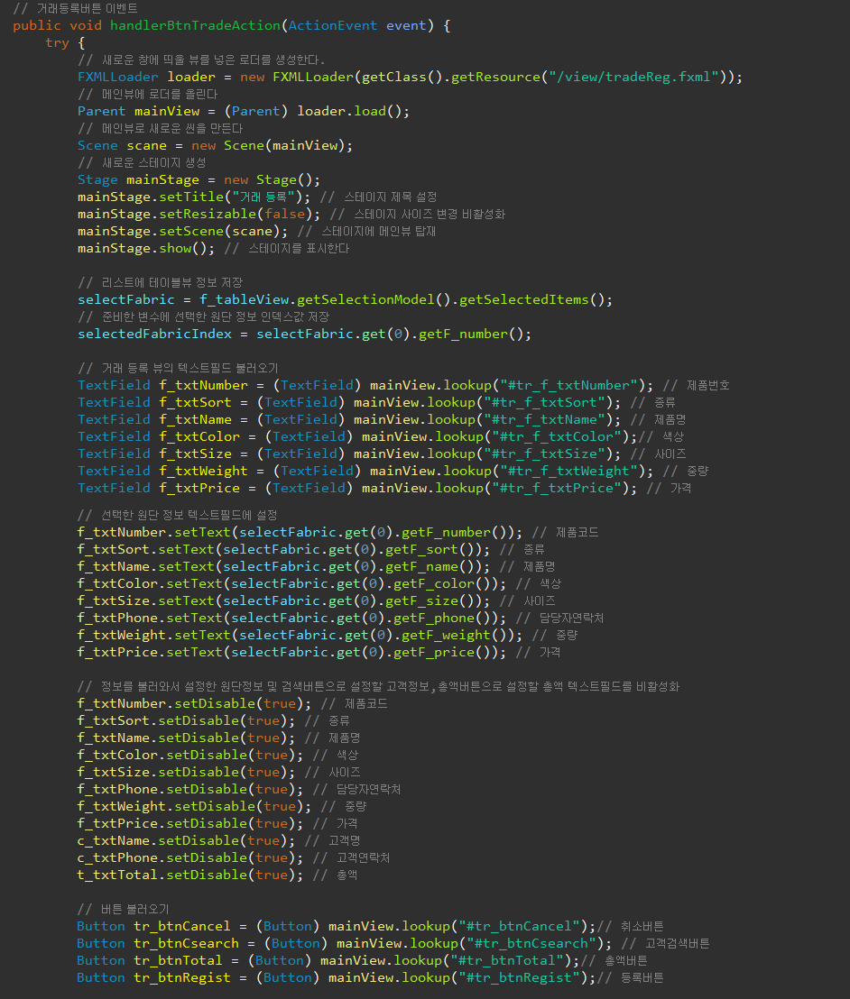 // 거래등록버튼 이벤트
public void handlerBtnTradeAction(ActionEvent event) {
try {
// 새로운 창에 띄울 뷰를 넣은 로더를 생성한다.
FXMLLoader loader = new FXMLLoader(getClass().getResource("/view/tradeReg.fxml"));
// 메인뷰에 로더를 올린다
Parent mainView = (Parent) loader.load();
// 메인뷰로 새로운 씬을 만든다
Scene scane = new Scene(mainView);
// 새로운 스테이지 생성
Stage mainStage = new Stage();
mainStage.setTitle("거래 등록"); // 스테이지 제목 설정
mainStage.setResizable(false); // 스테이지 사이즈 변경 비활성화
mainStage.setScene(scane); // 스테이지에 메인뷰 탑재
mainStage.show(); // 스테이지를 표시한다
// 리스트에 테이블뷰 정보 저장
selectFabric = f_tableView.getSelectionModel().getSelectedItems();
// 준비한 변수에 선택한 원단 정보 인덱스값 저장
selectedFabricIndex = selectFabric.get(0).getF_number();
// 거래 등록 뷰의 텍스트필드 불러오기
TextField f_txtNumber = (TextField) mainView.lookup("#tr_f_txtNumber"); // 제품번호
TextField f_txtSort = (TextField) mainView.lookup("#tr_f_txtSort"); // 종류
TextField f_txtName = (TextField) mainView.lookup("#tr_f_txtName"); // 제품명
TextField f_txtColor = (TextField) mainView.lookup("#tr_f_txtColor");// 색상
TextField f_txtSize = (TextField) mainView.lookup("#tr_f_txtSize"); // 사이즈
TextField f_txtWeight = (TextField) mainView.lookup("#tr_f_txtWeight"); // 중량
TextField f_txtPrice = (TextField) mainView.lookup("#tr_f_txtPrice"); // 가격
// 선택한 원단 정보 텍스트필드에 설정
f_txtNumber.setText(selectFabric.get(0).getF_number()); // 제품코드
f_txtSort.setText(selectFabric.get(0).getF_sort()); // 종류
f_txtName.setText(selectFabric.get(0).getF_name()); // 제품명
f_txtColor.setText(selectFabric.get(0).getF_color()); // 색상
f_txtSize.setText(selectFabric.get(0).getF_size()); // 사이즈
f_txtPhone.setText(selectFabric.get(0).getF_phone()); // 담당자연락처
f_txtWeight.setText(selectFabric.get(0).getF_weight()); // 중량
f_txtPrice.setText(selectFabric.get(0).getF_price()); // 가격
// 정보를 불러와서 설정한 원단정보 및 검색버튼으로 설정할 고객정보,총액버튼으로 설정할 총액 텍스트필드를 비활성화
f_txtNumber.setDisable(true); // 제품코드
f_txtSort.setDisable(true); // 종류
f_txtName.setDisable(true); // 제품명
f_txtColor.setDisable(true); // 색상
f_txtSize.setDisable(true); // 사이즈
f_txtPhone.setDisable(true); // 담당자연락처
f_txtWeight.setDisable(true); // 중량
f_txtPrice.setDisable(true); // 가격
c_txtName.setDisable(true); // 고객명
c_txtPhone.setDisable(true); // 고객연락처
t_txtTotal.setDisable(true); // 총액
// 버튼 불러오기
Button tr_btnCancel = (Button) mainView.lookup("#tr_btnCancel");// 취소버튼
Button tr_btnCsearch = (Button) mainView.lookup("#tr_btnCsearch"); // 고객검색버튼
Button tr_btnTotal = (Button) mainView.lookup("#tr_btnTotal");// 총액버튼
Button tr_btnRegist = (Button) mainView.lookup("#tr_btnRegist");// 등록버튼